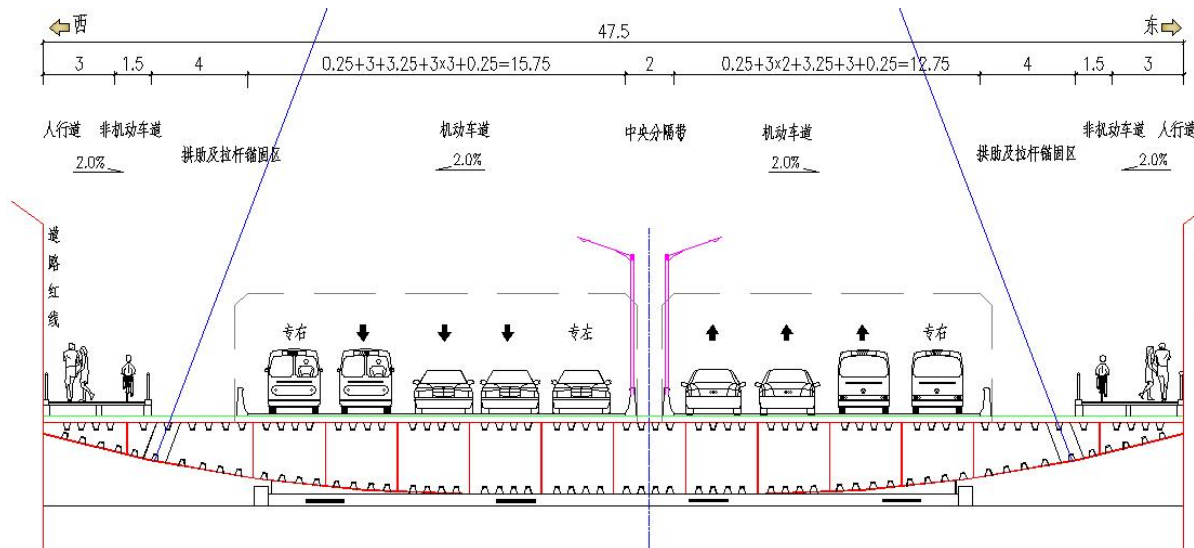 西
东
47.5
3
1.5
4
0.25+3+3.25+3×3+0.25=15.75
2
0.25+3×2+3.25+3+0.25=12.75
4
1.5
3
人行道
非机动车道
拱肋及拉杆锚固区
机动车道
中央分隔带
机动车道
拱肋及拉杆锚固区
非机动车道
人行道
2.0%
2.0%
2.0%
2.0%
道路红线
专右
专左
专右